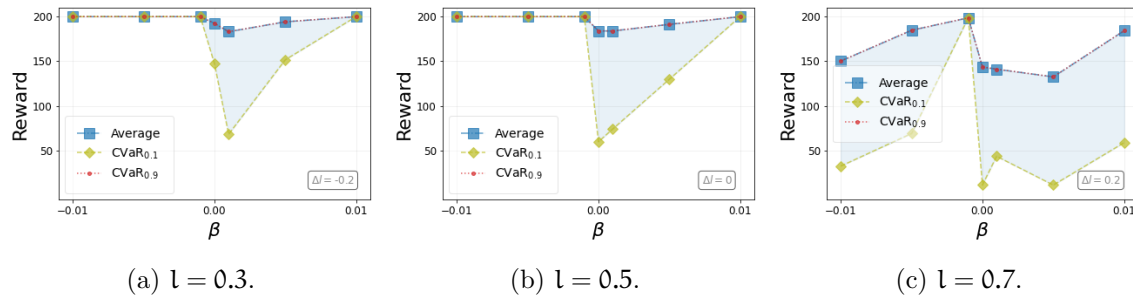 200
150
100
50
Reward
Average
CVaR0.1
CVaR0.9
Δl = -0.2
−0.01
0.00
0.01
β
(a) l = 0.3.
200
150
100
50
Reward
Average
CVaR0.1
CVaR0.9
Δl = 0
−0.01
0.00
0.01
β
(b) l = 0.5.
200
150
100
50
Reward
Average
CVaR0.1
CVaR0.9
Δl = 0.2
−0.01
0.00
0.01
β
(c) l = 0.7.